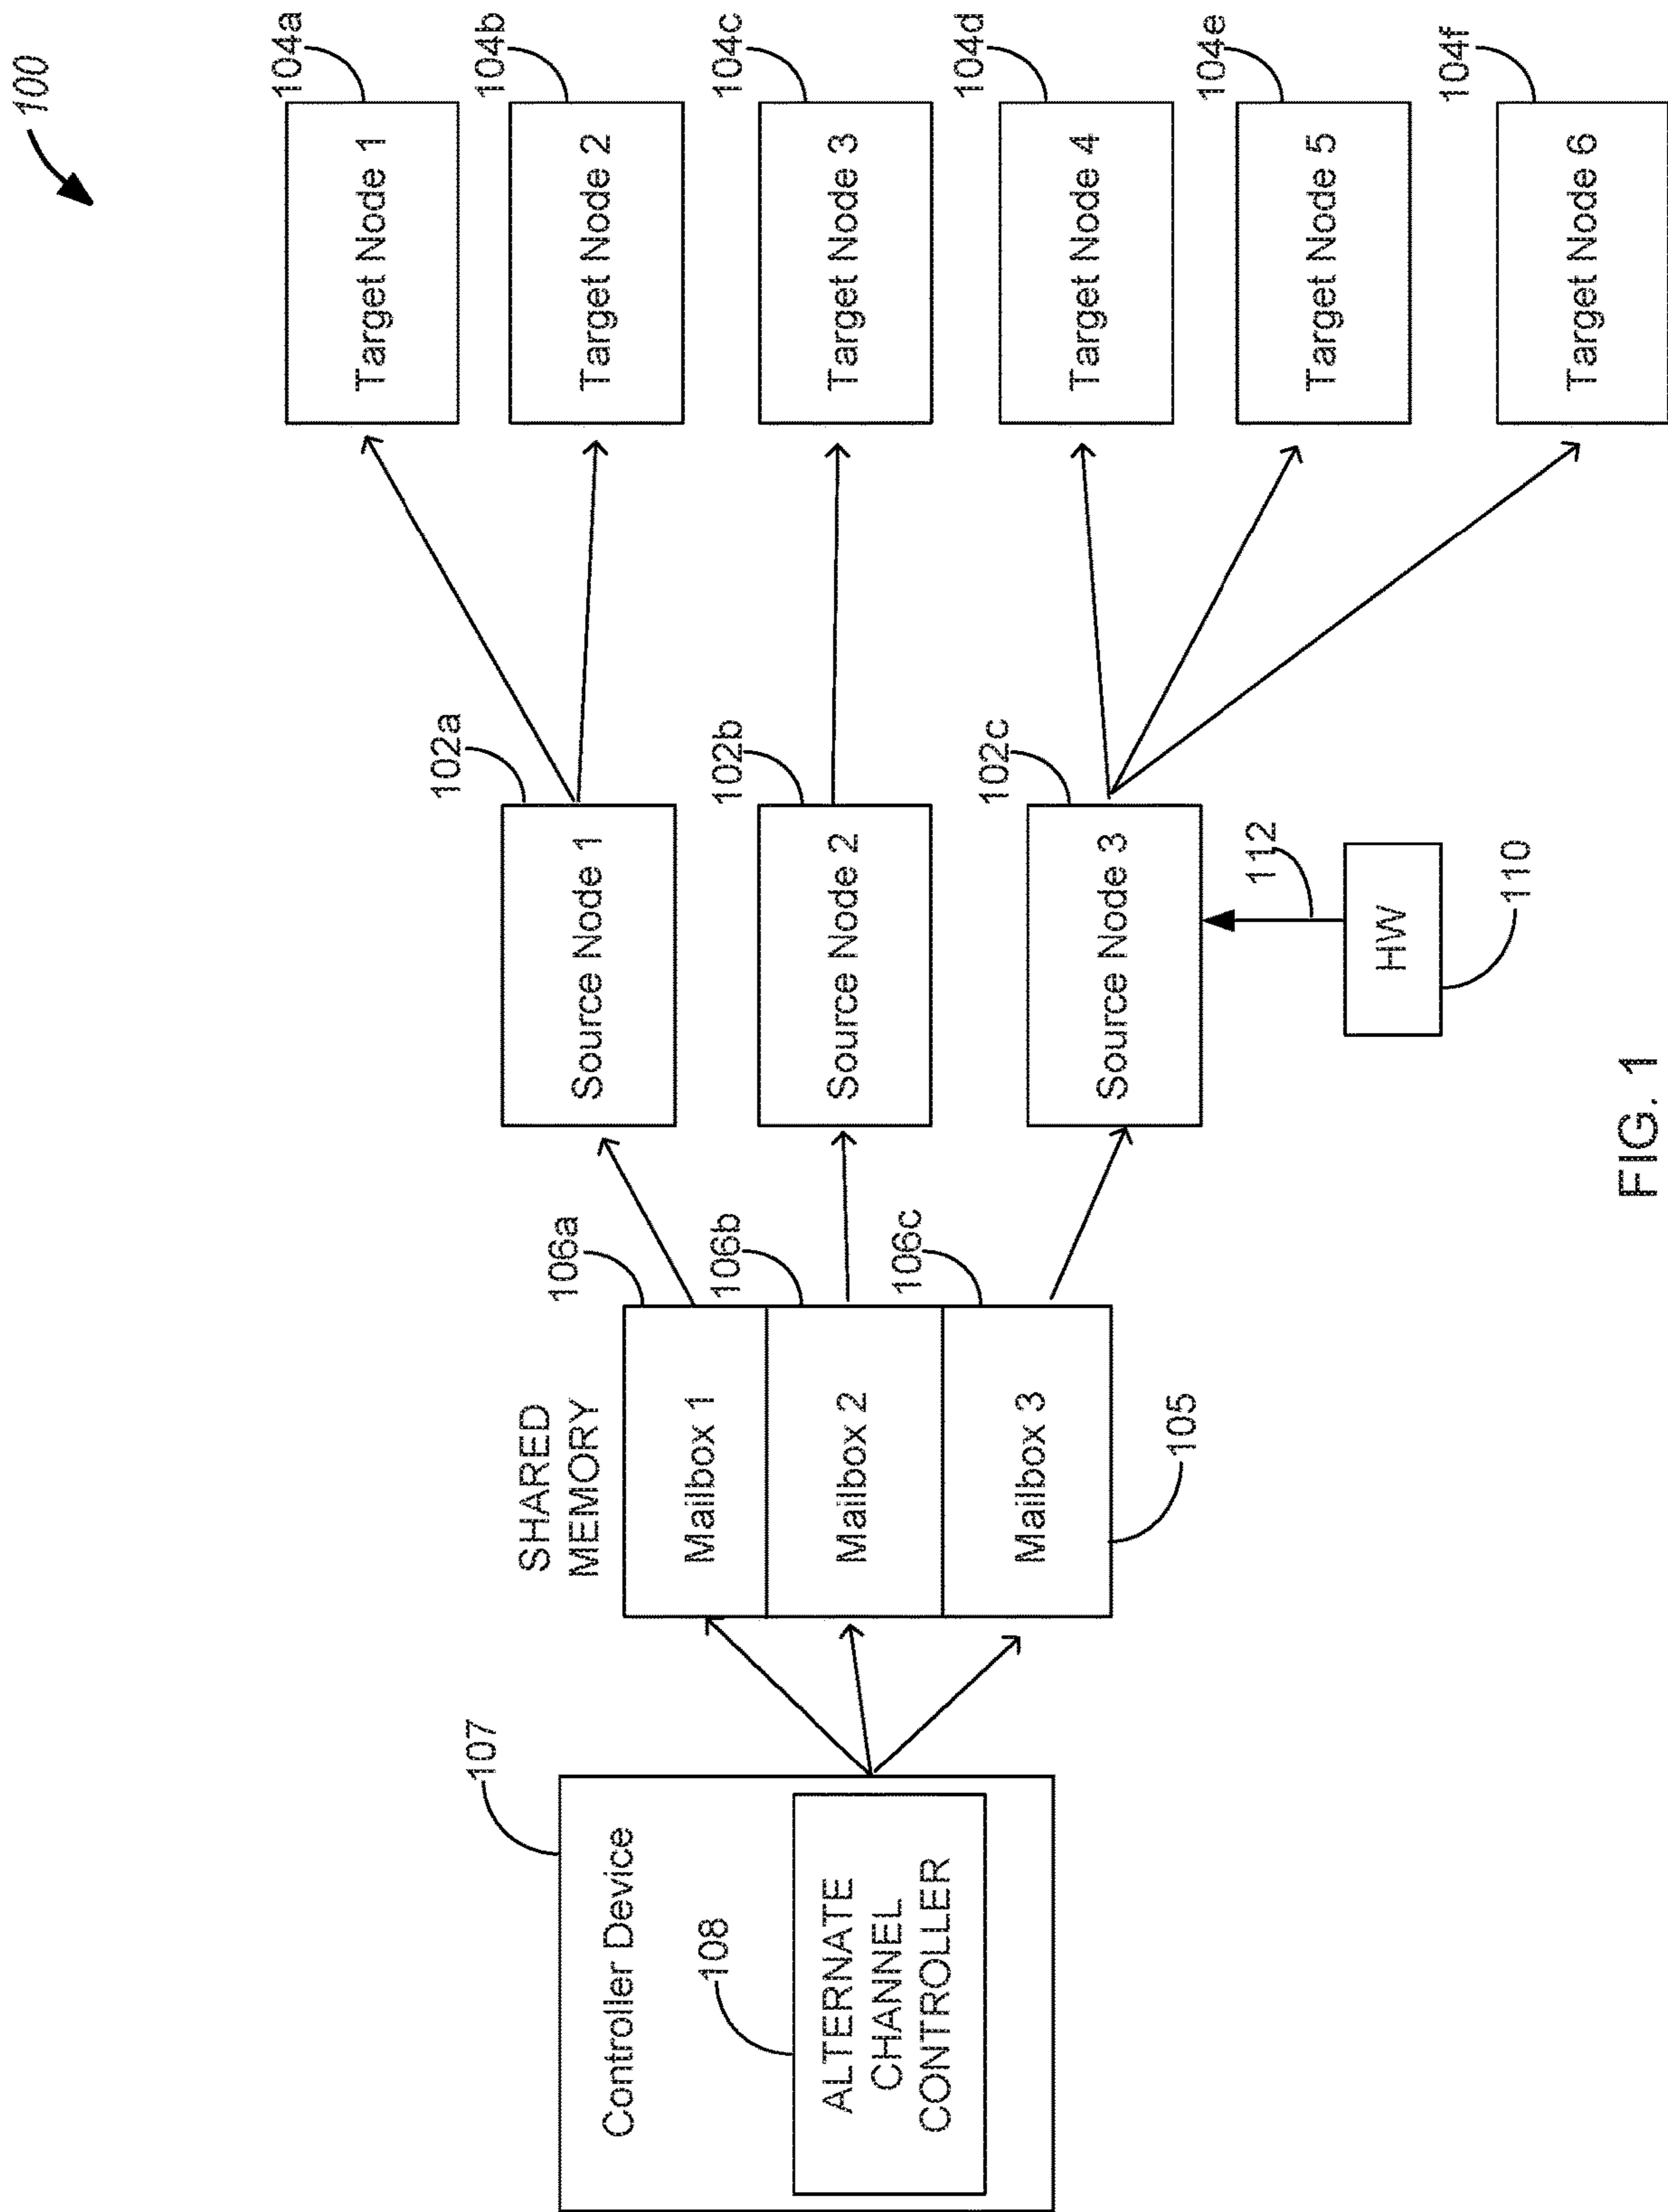 100
107
Controller Device
108
ALTERNATE
CHANNEL
CONTROLLER
SHARED
MEMORY
106a
Mailbox 1
106b
Mailbox 2
106c
Mailbox 3
105
102a
Source Node 1
102b
Source Node 2
102c
Source Node 3
112
HW
110
104a
Target Node 1
104b
Target Node 2
104c
Target Node 3
104d
Target Node 4
104e
Target Node 5
104f
Target Node 6
FIG. 1